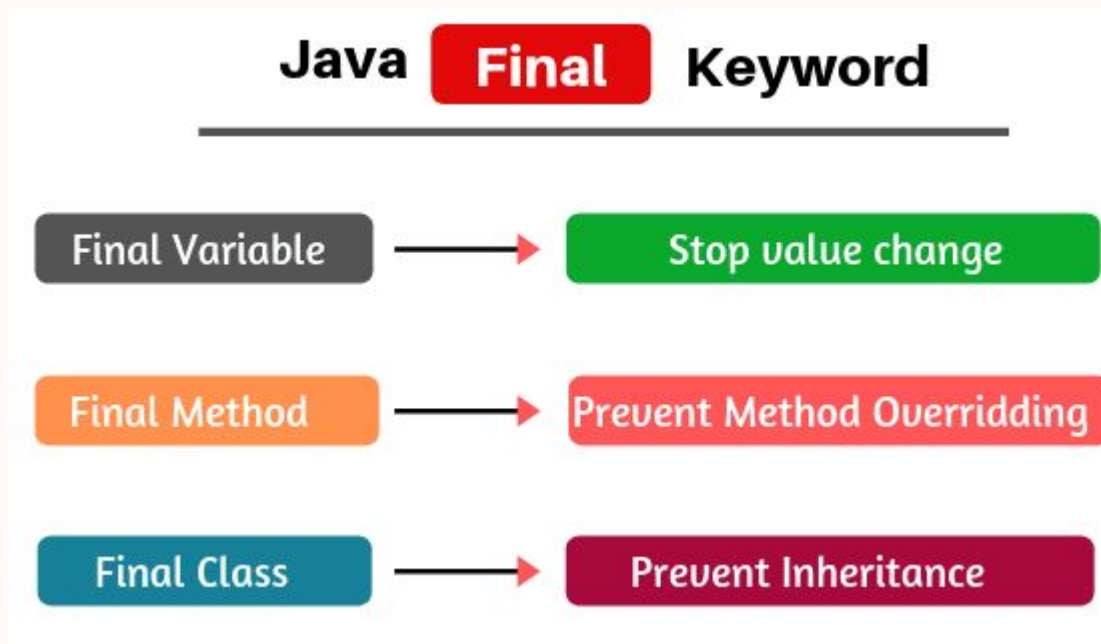 Java Final Keyword
Final Variable
Stop value change
Final Method
Prevent Method Overridding
Final Class
Prevent Inheritance